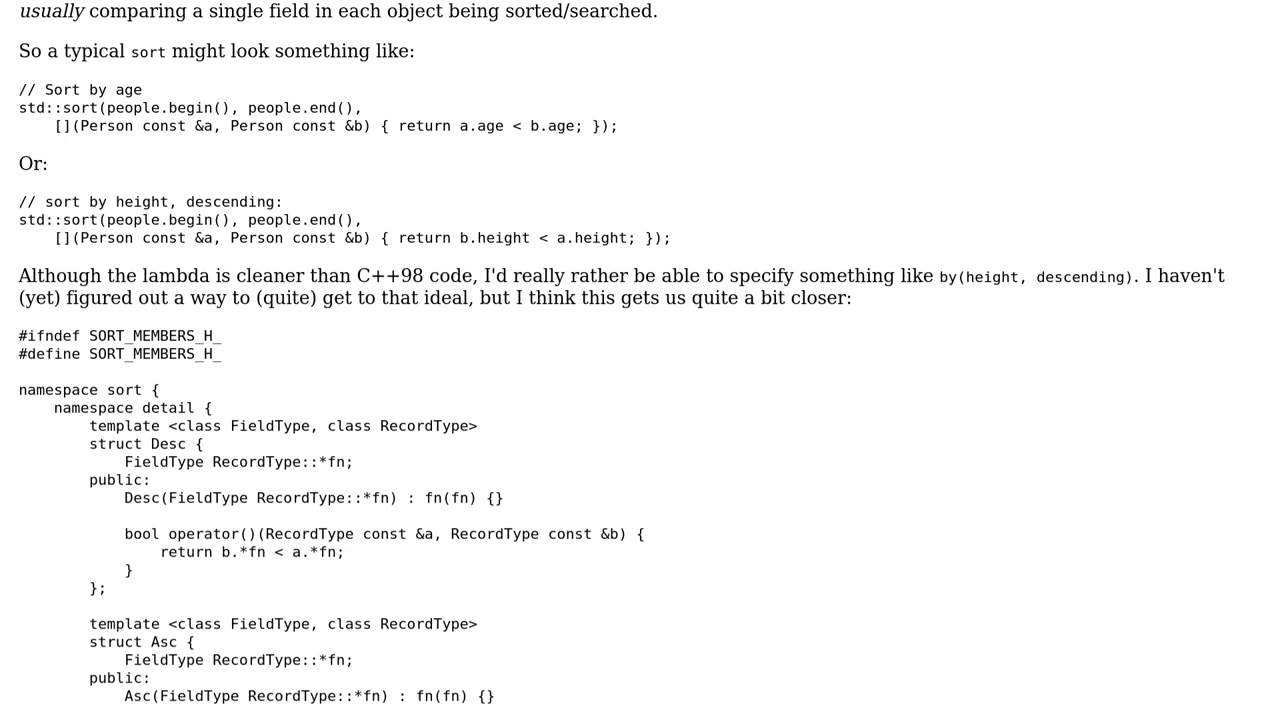 usually comparing a single field in each object being sorted/searched.
So a typical sort might look something like:
// Sort by age
std::sort(people.begin(), people.end(),
    [](Person const &a, Person const &b) { return a.age < b.age; });
Or:
// sort by height, descending:
std::sort(people.begin(), people.end(),
    [](Person const &a, Person const &b) { return b.height < a.height; });
Although the lambda is cleaner than C++98 code, I'd really rather be able to specify something like by(height, descending). I haven't
(yet) figured out a way to (quite) get to that ideal, but I think this gets us quite a bit closer:
#ifndef SORT_MEMBERS_H_
#define SORT_MEMBERS_H_
namespace sort {
    namespace detail {
        template <class FieldType, class RecordType>
        struct Desc {
            FieldType RecordType::*fn;
        public:
            Desc(FieldType RecordType::*fn) : fn(fn) {}
            bool operator()(RecordType const &a, RecordType const &b) {
                return b.*fn < a.*fn;
            }
        };
        template <class FieldType, class RecordType>
        struct Asc {
            FieldType RecordType::*fn;
        public:
            Asc(FieldType RecordType::*fn) : fn(fn) {}